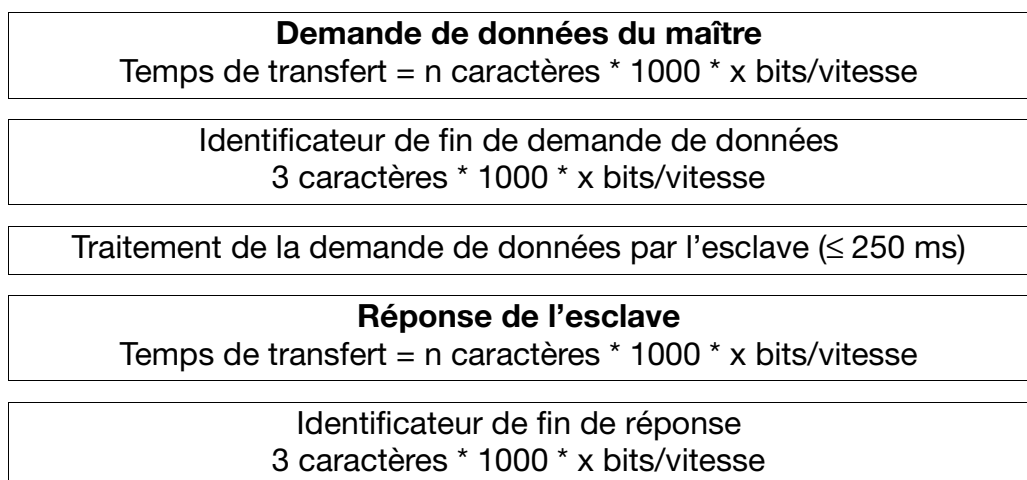 Demande de données du maître
Temps de transfert = n caractères * 1000 * x bits/vitesse
Identificateur de fin de demande de données
3 caractères * 1000 * x bits/vitesse
Traitement de la demande de données par l'esclave (≤ 250 ms)
Réponse de l'esclave
Temps de transfert = n caractères * 1000 * x bits/vitesse
Identificateur de fin de réponse
3 caractères * 1000 * x bits/vitesse